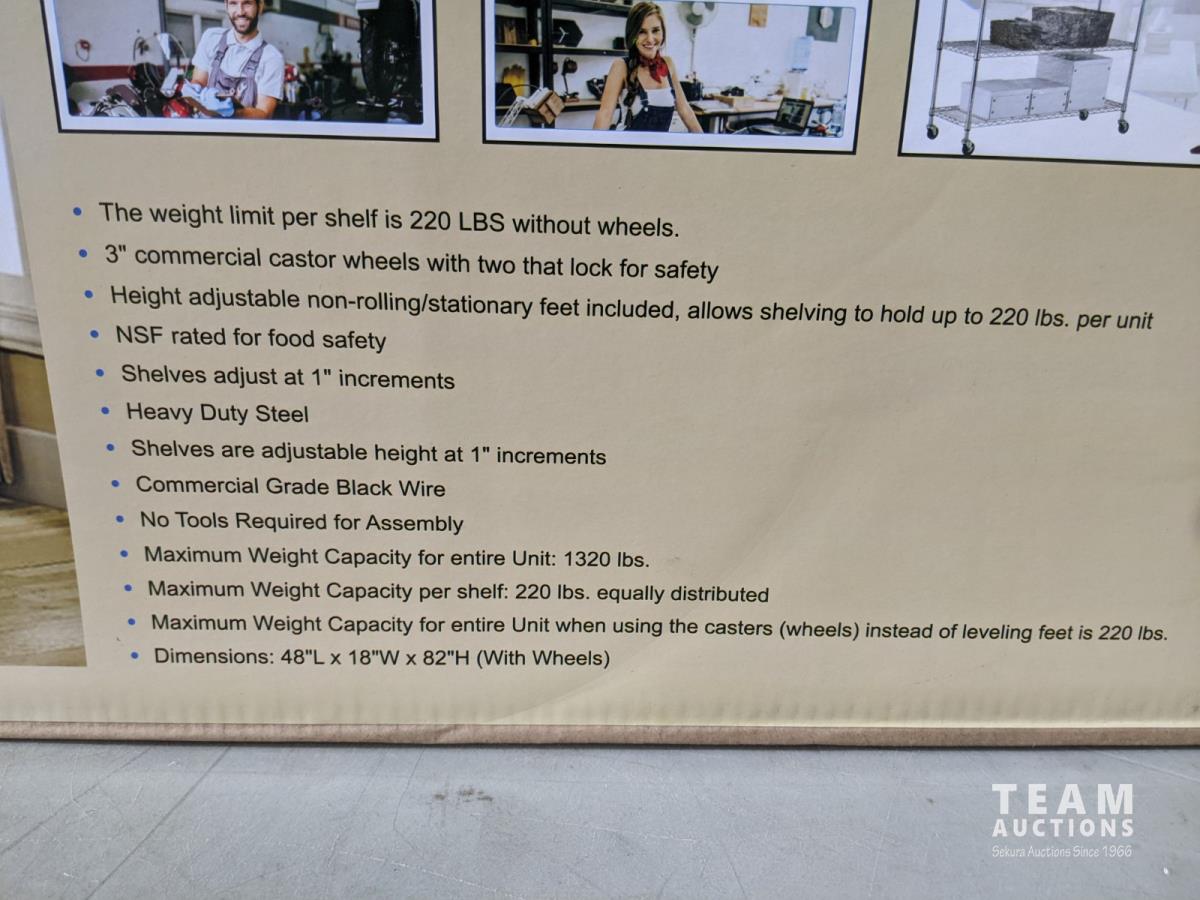 • The weight limit per shelf is 220 LBS without wheels.
• 3" commercial castor wheels with two that lock for safety
• Height adjustable non-rolling/stationary feet included, allows shelving to hold up to 220 lbs. per unit
• NSF rated for food safety
• Shelves adjust at 1" increments
• Heavy Duty Steel
• Shelves are adjustable height at 1" increments
• Commercial Grade Black Wire
• No Tools Required for Assembly
• Maximum Weight Capacity for entire Unit: 1320 lbs.
• Maximum Weight Capacity per shelf: 220 lbs. equally distributed
• Maximum Weight Capacity for entire Unit when using the casters (wheels) instead of leveling feet is 220 lbs.
• Dimensions: 48"L x 18"W x 82"H (With Wheels)
TEAM
AUCTIONS
Sekura Auctions Since 1966